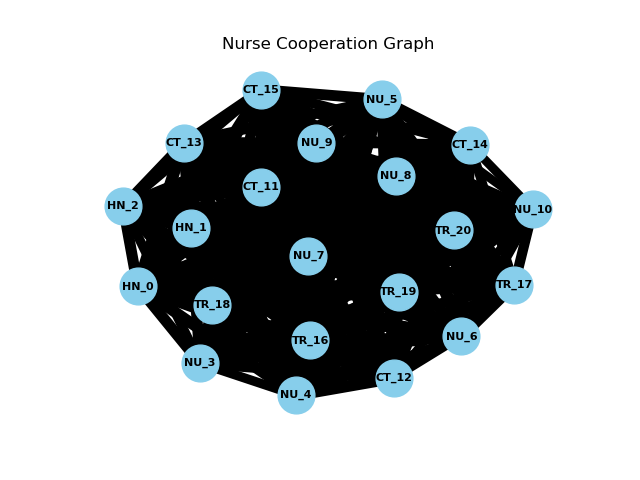 Nurse Cooperation Graph
CT_15
NU_5
CT_13
NU_9
CT_14
NU_8
CT_11
HN_2
NU_10
HN_1
TR_20
NU_7
HN_0
TR_17
TR_19
TR_18
NU_6
TR_16
NU_3
CT_12
NU_4